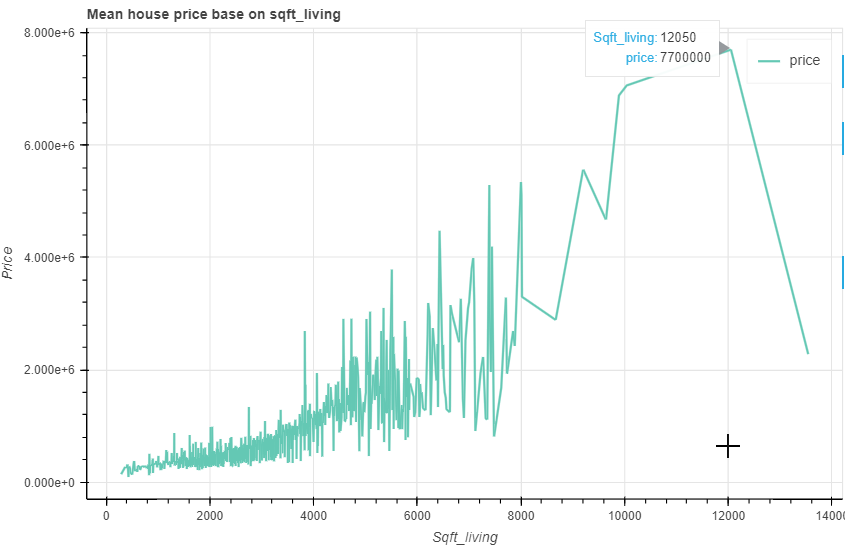 Mean house price base on sqft_living
8.000e+6
6.000e+6
4.000e+6
2.000e+6
0.000e+0
Price
Sqft_living: 12050
price: 7700000
price
0
2000
4000
6000
8000
10000
12000
14000
Sqft_living